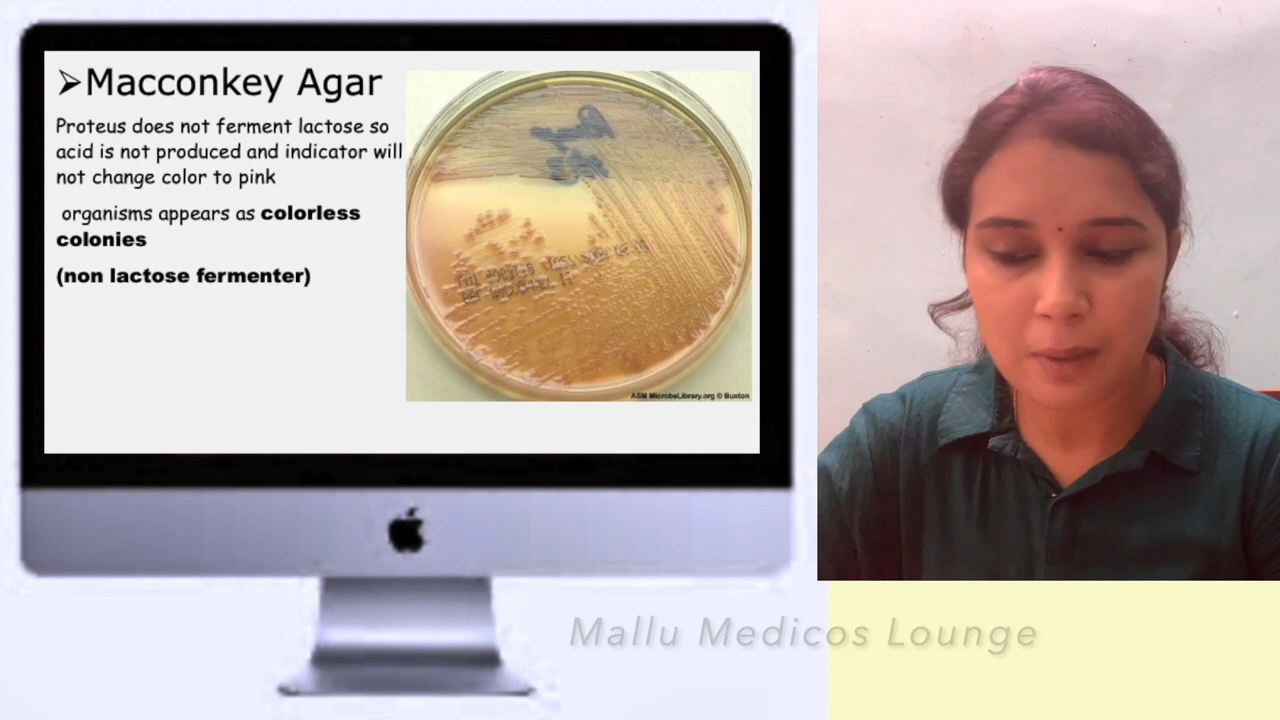 ➢Macconkey Agar
Proteus does not ferment lactose so
acid is not produced and indicator will
not change color to pink
organisms appears as colorless
colonies
(non lactose fermenter)
ASM MicrobeLibrary.org © Buxton
Mallu Medicos Lounge